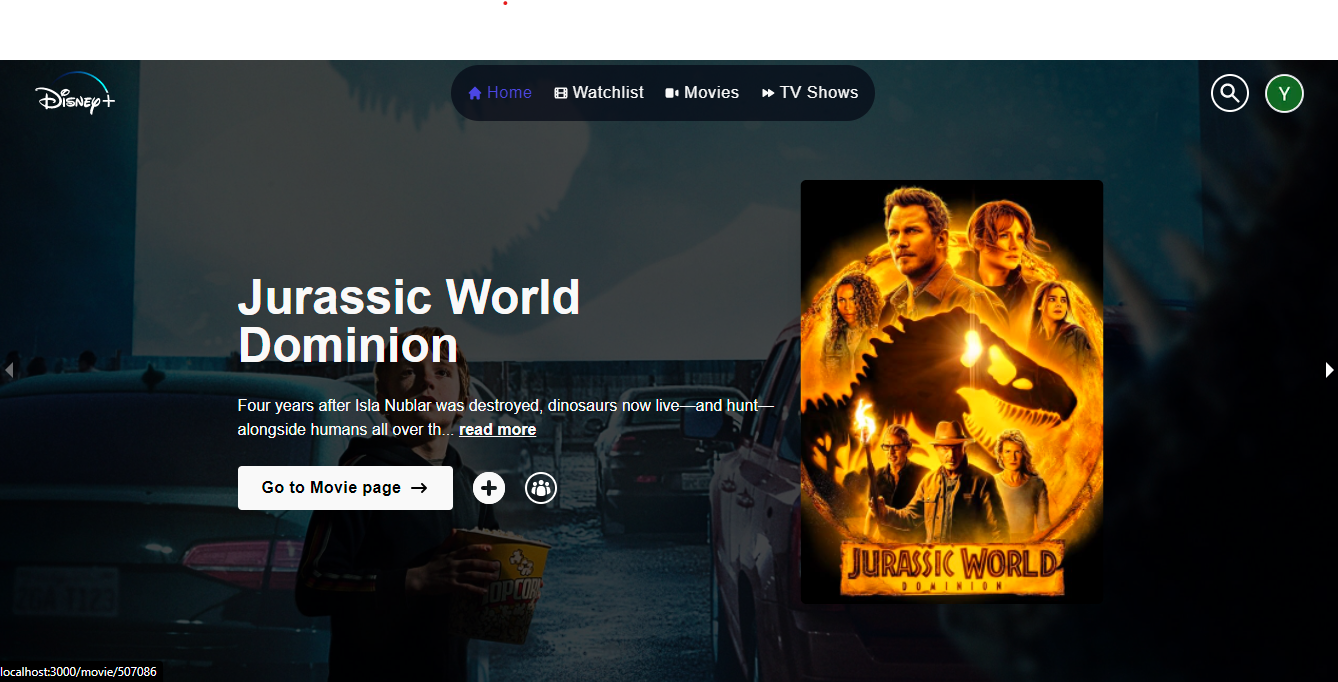 Disney+
Home Watchlist Movies TV Shows
Y
Jurassic World
Dominion
Four years after Isla Nublar was destroyed, dinosaurs now live—and hunt—
alongside humans all over th... read more
Go to Movie page
POPCORN
JURASSIC WORLD
DOMINION
localhost:3000/movie/507086